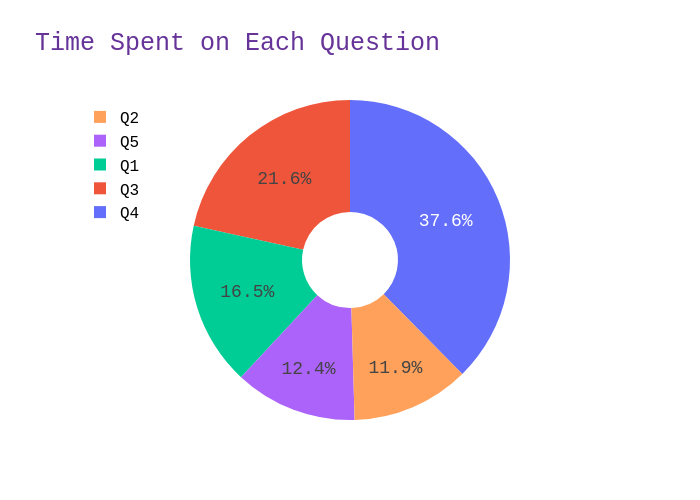 Time Spent on Each Question
Q2
Q5
Q1
Q3
Q4
21.6%
37.6%
16.5%
12.4%
11.9%